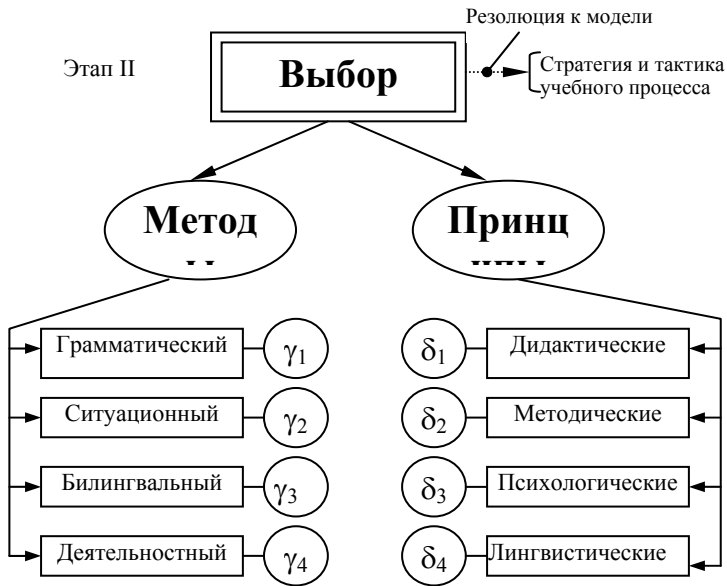 Резолюция к модели
Этап II
Выбор
Стратегия и тактика
учебного процесса
Метод
Принц
Грамматический
γ1
δ1
Дидактические
Ситуационный
γ2
δ2
Методические
Билингвальный
γ3
δ3
Психологические
Деятельностный
γ4
δ4
Лингвистические